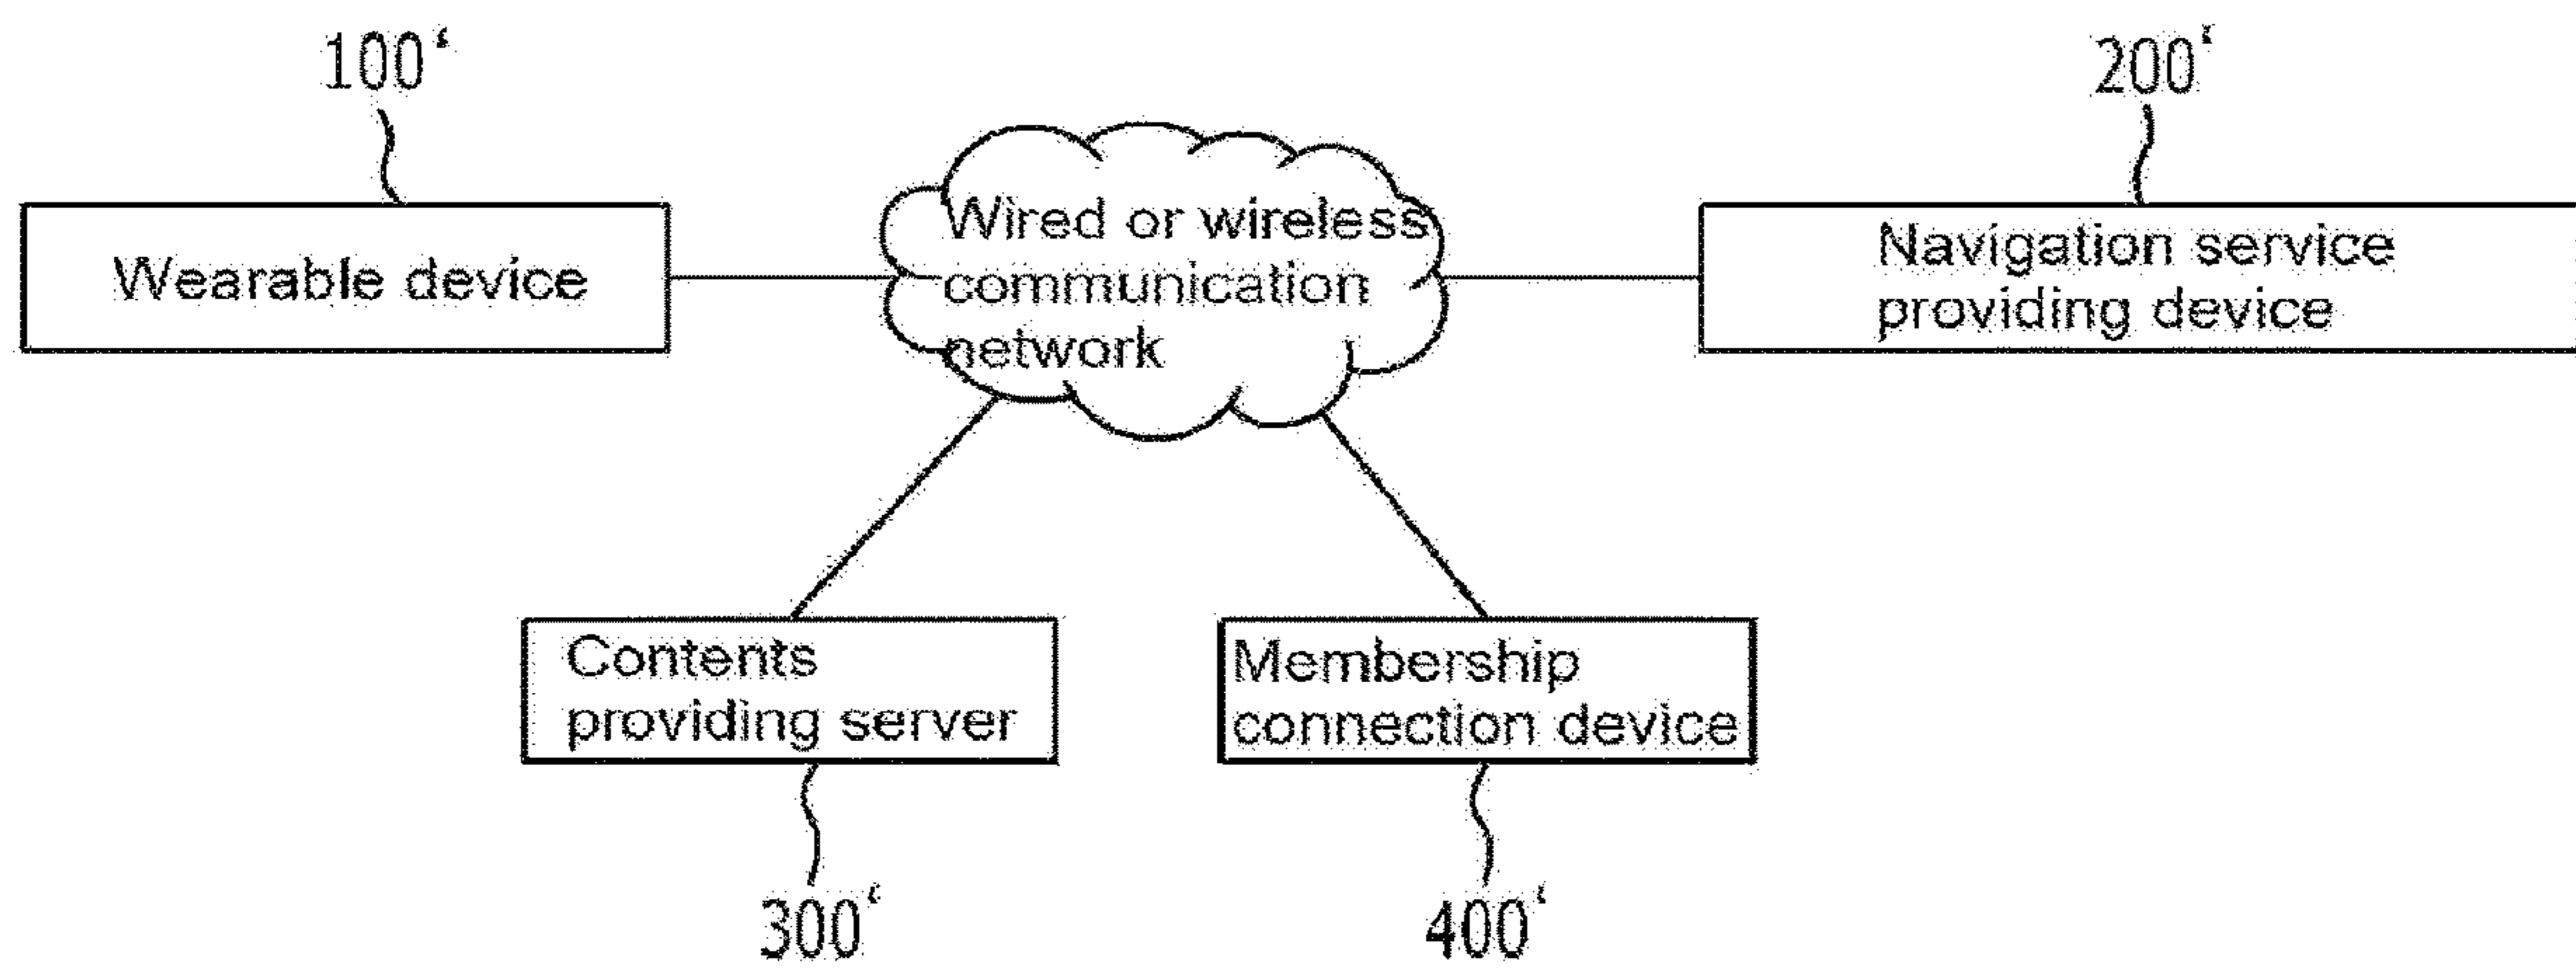 100‘
200‘
Wearable device
Wired or wireless
communication
network
Navigation service
providing device
Contents
providing server
Membership
connection device
300‘
400‘